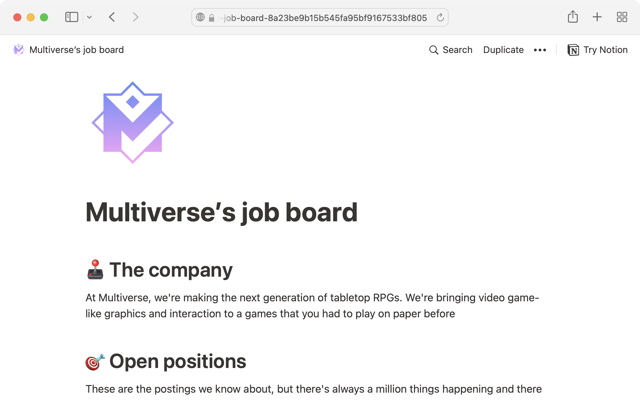 -job-board-8a23be9b15b545fa95bf9167533bf805
Multiverse’s job board
Search
Duplicate
Try Notion
Multiverse’s job board
The company
At Multiverse, we're making the next generation of tabletop RPGs. We're bringing video game-
like graphics and interaction to a games that you had to play on paper before
Open positions
These are the postings we know about, but there's always a million things happening and there